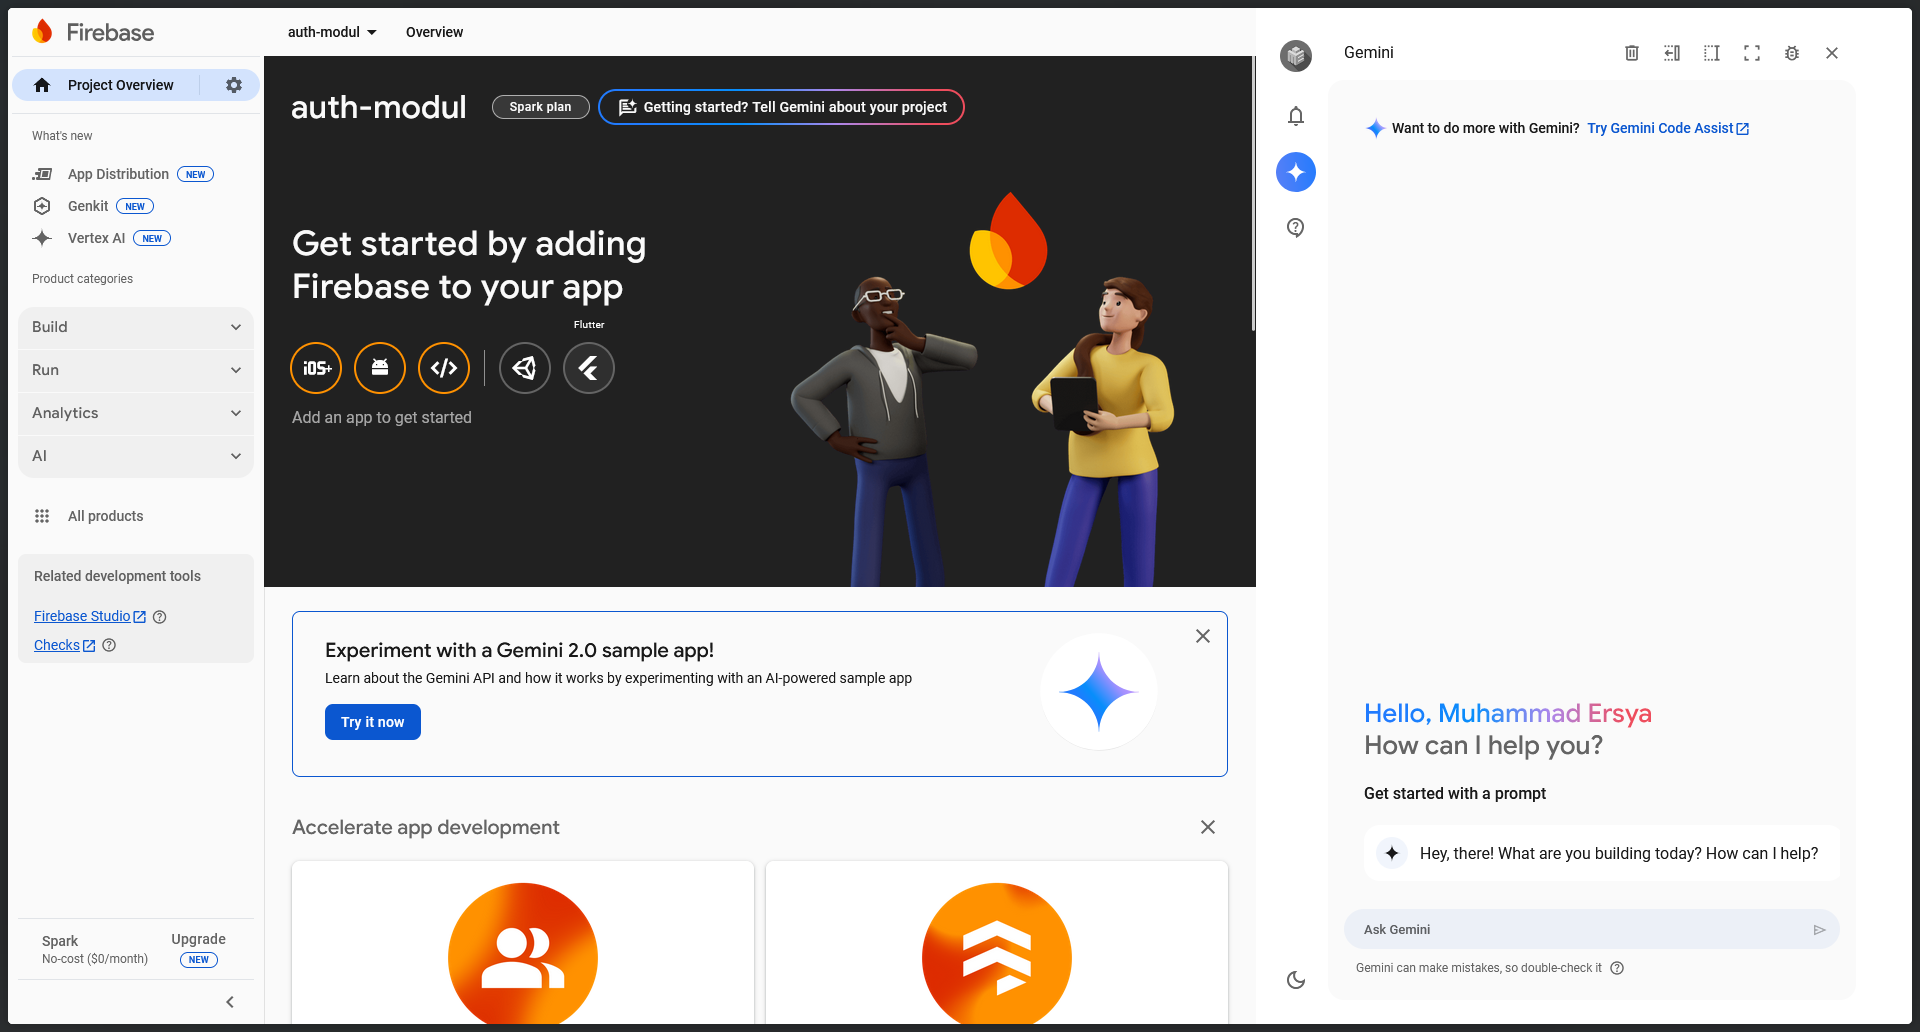 Firebase
Project Overview
What's new
App Distribution NEW
Genkit NEW
Vertex AI NEW
Product categories
Build
Run
Analytics
AI
All products
Related development tools
Firebase Studio
Checks
Spark
No-cost ($0/month)
Upgrade
NEW
auth-modul
Overview
auth-modul
Spark plan
Getting started? Tell Gemini about your project
Get started by adding
Firebase to your app
Flutter
iOS+
Add an app to get started
Experiment with a Gemini 2.0 sample app!
Learn about the Gemini API and how it works by experimenting with an AI-powered sample app
Try it now
Accelerate app development
Gemini
Want to do more with Gemini? Try Gemini Code Assist
Hello, Muhammad Ersya
How can I help you?
Get started with a prompt
Hey, there! What are you building today? How can I help?
Ask Gemini
Gemini can make mistakes, so double-check it